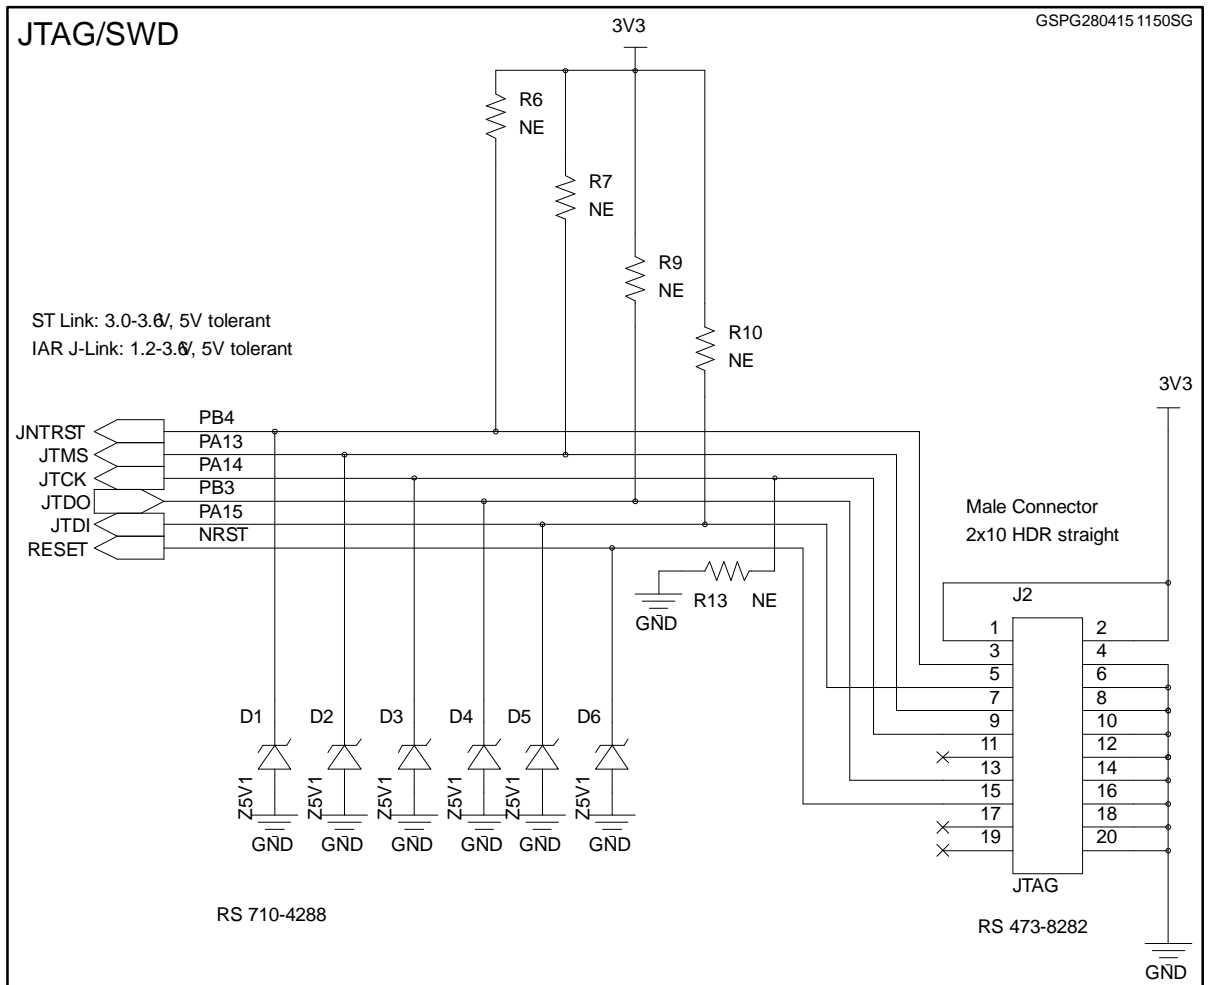 JTAG/SWD
3V3
GSPG280415 1150SG
R6
NE
R7
NE
R9
NE
R10
NE
ST Link: 3.0-3.6V, 5V tolerant
IAR J-Link: 1.2-3.6V, 5V tolerant
3V3
JNTRST PB4
JTMS PA13
JTCK PA14
JTDO PB3
JTDI PA15
RESET NRST
Male Connector
2x10 HDR straight
R13 NE
GND
J2
1 2
3 4
5 6
7 8
9 10
11 12
13 14
15 16
17 18
19 20
JTAG
D1 D2 D3 D4 D5 D6
Z5V1 Z5V1 Z5V1 Z5V1 Z5V1 Z5V1
GND GND GND GND GND GND
RS 710-4288
RS 473-8282
GND